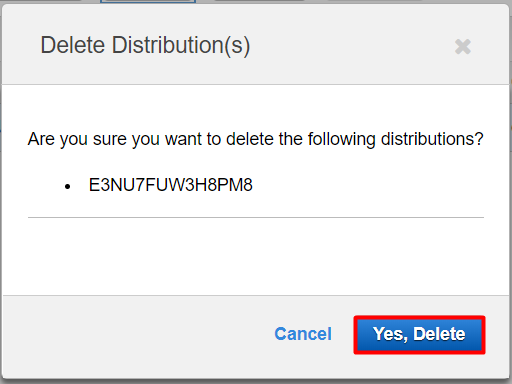 Delete Distribution(s)
Are you sure you want to delete the following distributions?
E3NU7FUW3H8PM8
Cancel
Yes, Delete